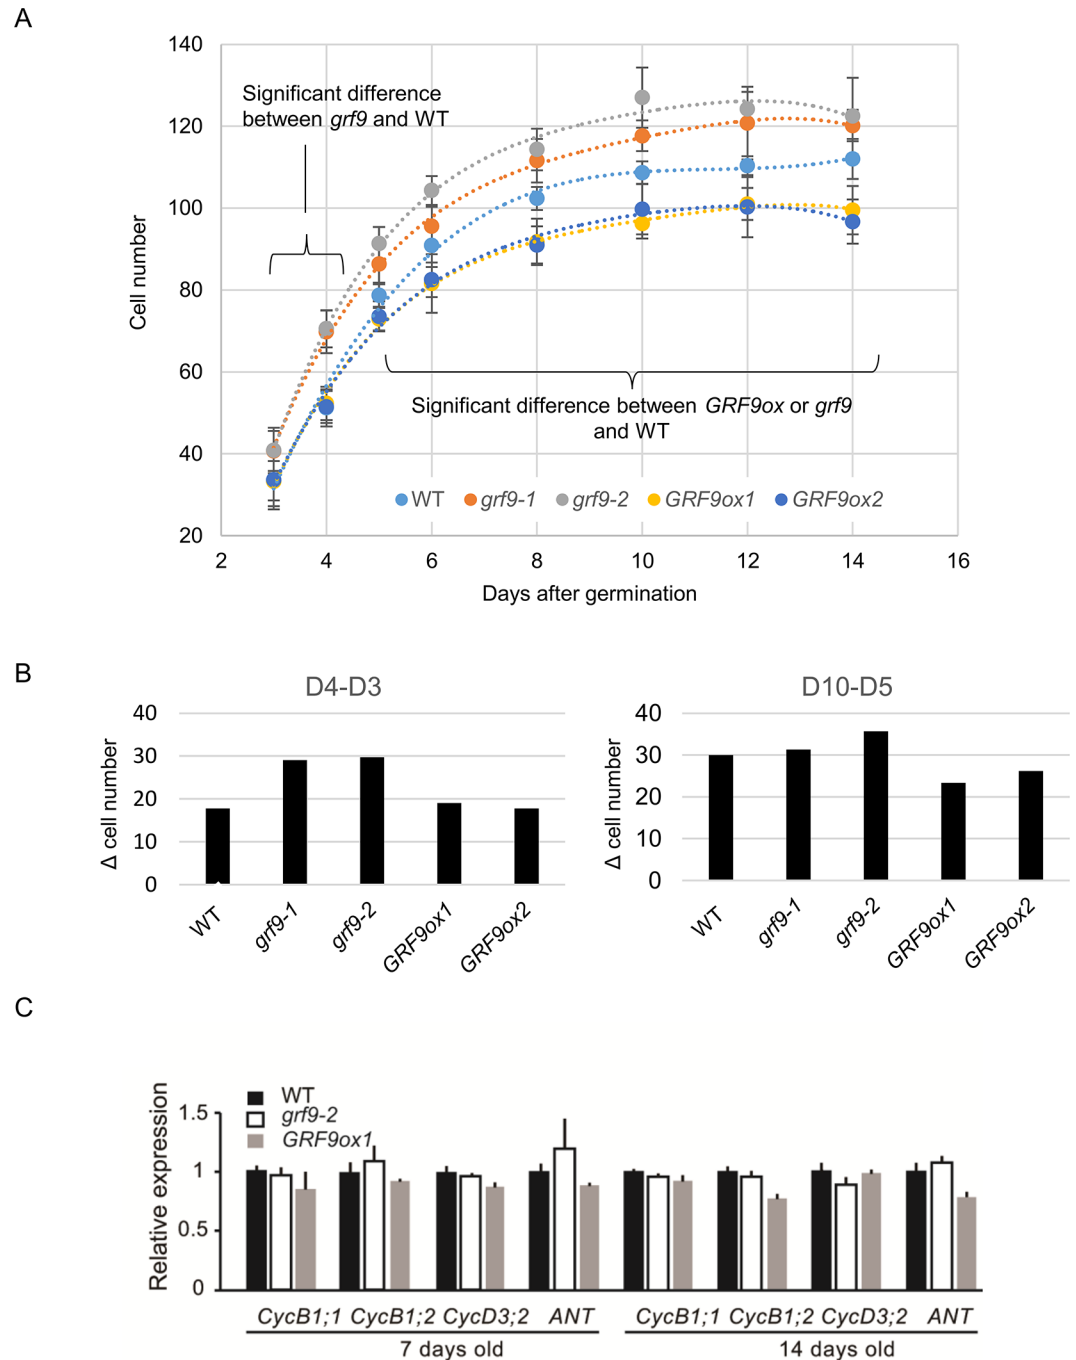 A
140
120
100
80
60
40
20
Cell number
Significant difference
between grf9 and WT
Significant difference between GRF9ox or grf9
and WT
WT grf9-1 grf9-2 GRF9ox1 GRF9ox2
2 4 6 8 10 12 14 16
Days after germination
B
D4-D3
40
30
20
10
0
Δ cell number
WT grf9-1 grf9-2 GRF9ox1 GRF9ox2
D10-D5
40
30
20
10
0
Δ cell number
WT grf9-1 grf9-2 GRF9ox1 GRF9ox2
C
WT
grf9-2
GRF9ox1
1.5
1
0.5
0
Relative expression
CycB1;1 CycB1;2 CycD3;2 ANT CycB1;1 CycB1;2 CycD3;2 ANT
7 days old 14 days old